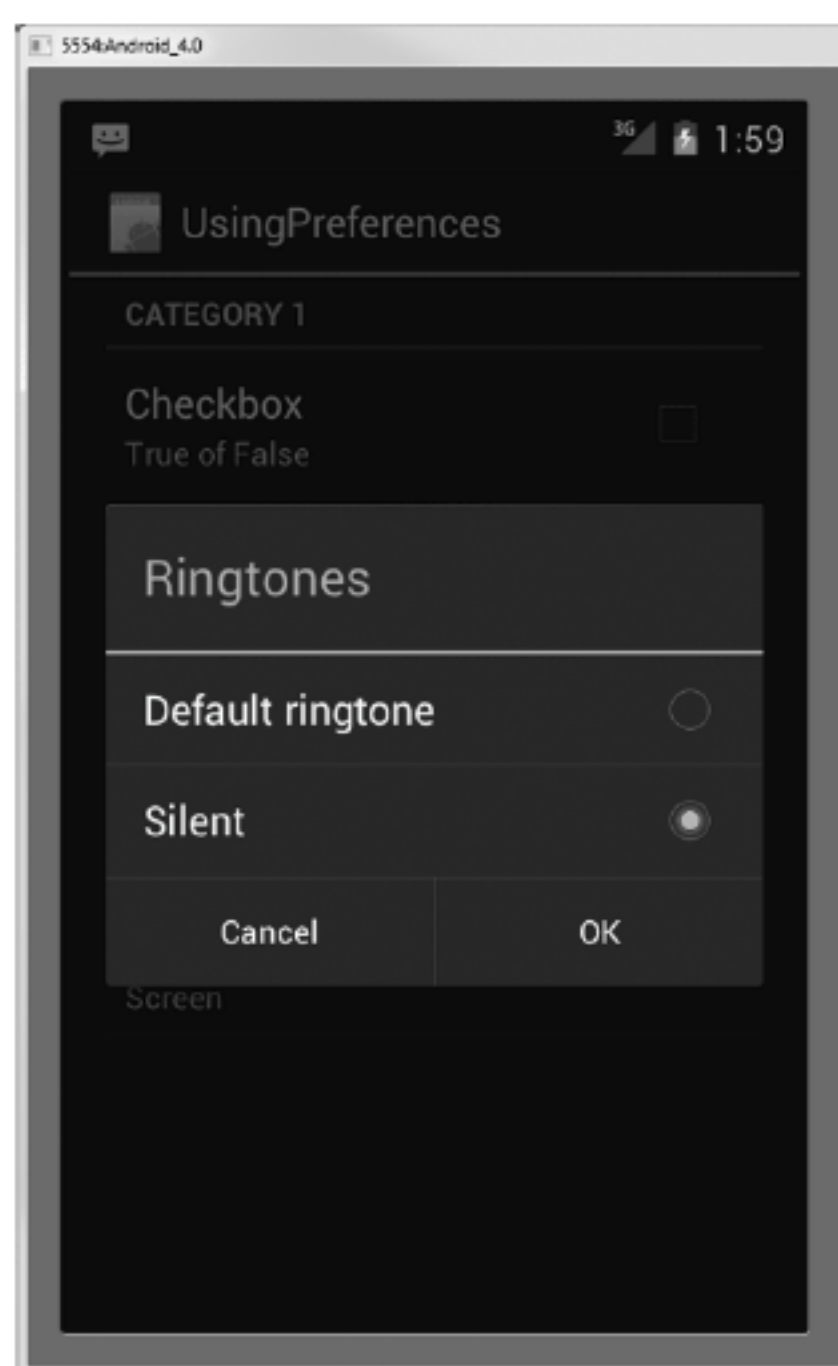 5554:Android_4.0
3G 1:59
UsingPreferences
CATEGORY 1
Checkbox
True of False
Ringtones
Default ringtone
Silent
Cancel OK
Screen